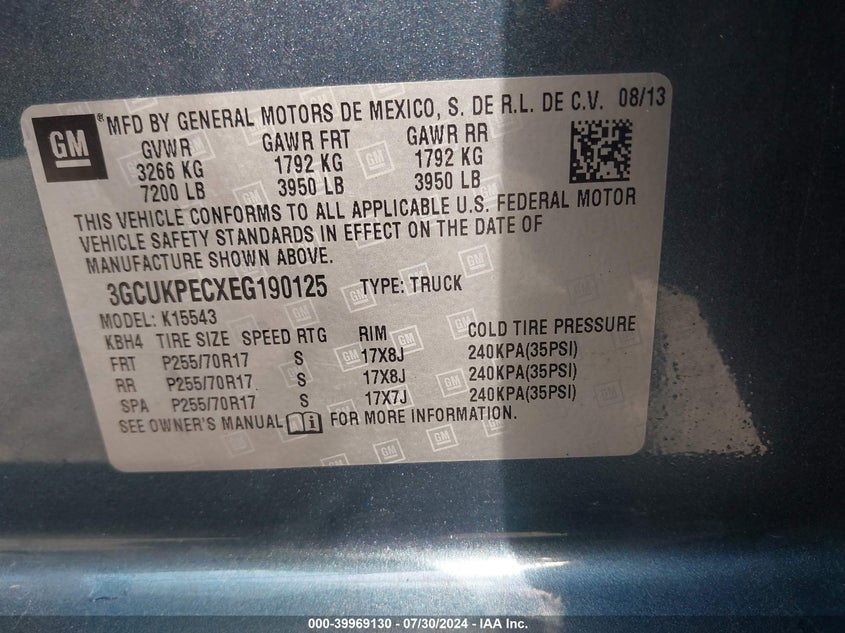 GM
® MFD BY GENERAL MOTORS DE MEXICO, S. DE R.L. DE C.V. 08/13
GVWR GAWR FRT GAWR RR
3266 KG 1792 KG 1792 KG
7200 LB 3950 LB 3950 LB
THIS VEHICLE CONFORMS TO ALL APPLICABLE U.S. FEDERAL MOTOR
VEHICLE SAFETY STANDARDS IN EFFECT ON THE DATE OF
MANUFACTURE SHOWN ABOVE.
3GCUKPECXEG190125 TYPE: TRUCK
MODEL: K15543
KBH4 TIRE SIZE SPEED RTG RIM COLD TIRE PRESSURE
FRT P255/70R17 S 17X8J 240KPA(35PSI)
RR P255/70R17 S 17X8J 240KPA(35PSI)
SPA P255/70R17 S 17X7J 240KPA(35PSI)
SEE OWNER'S MANUAL FOR MORE INFORMATION.
000-39969130 - 07/30/2024 - IAA Inc.